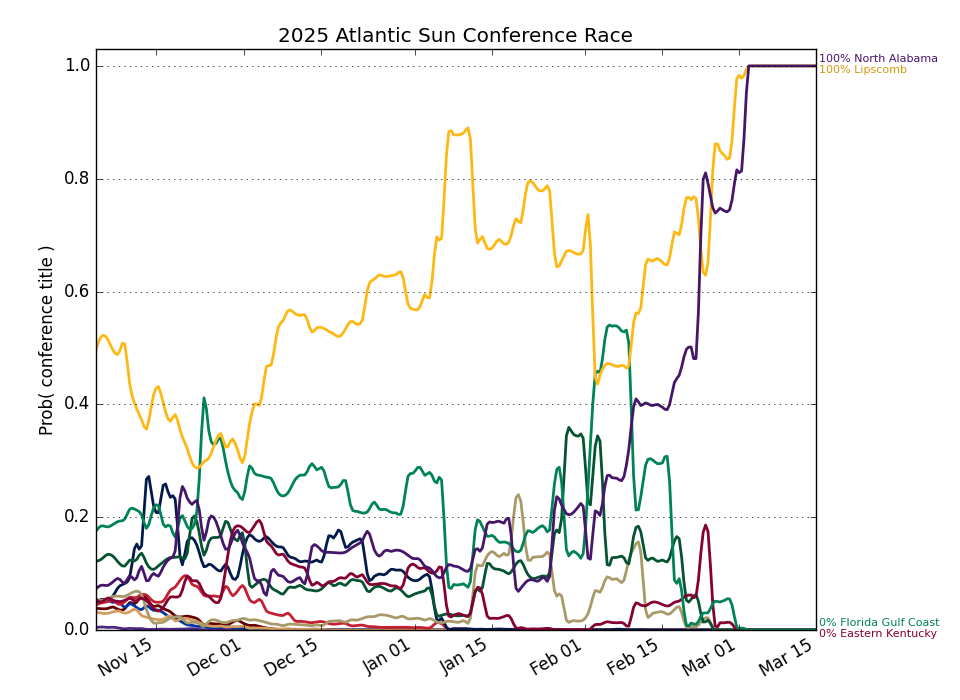 2025 Atlantic Sun Conference Race
1.0
0.8
0.6
0.4
0.2
0.0
Prob( conference title )
100% North Alabama
100% Lipscomb
0% Florida Gulf Coast
0% Eastern Kentucky
Nov 15
Dec 01
Dec 15
Jan 01
Jan 15
Feb 01
Feb 15
Mar 01
Mar 15